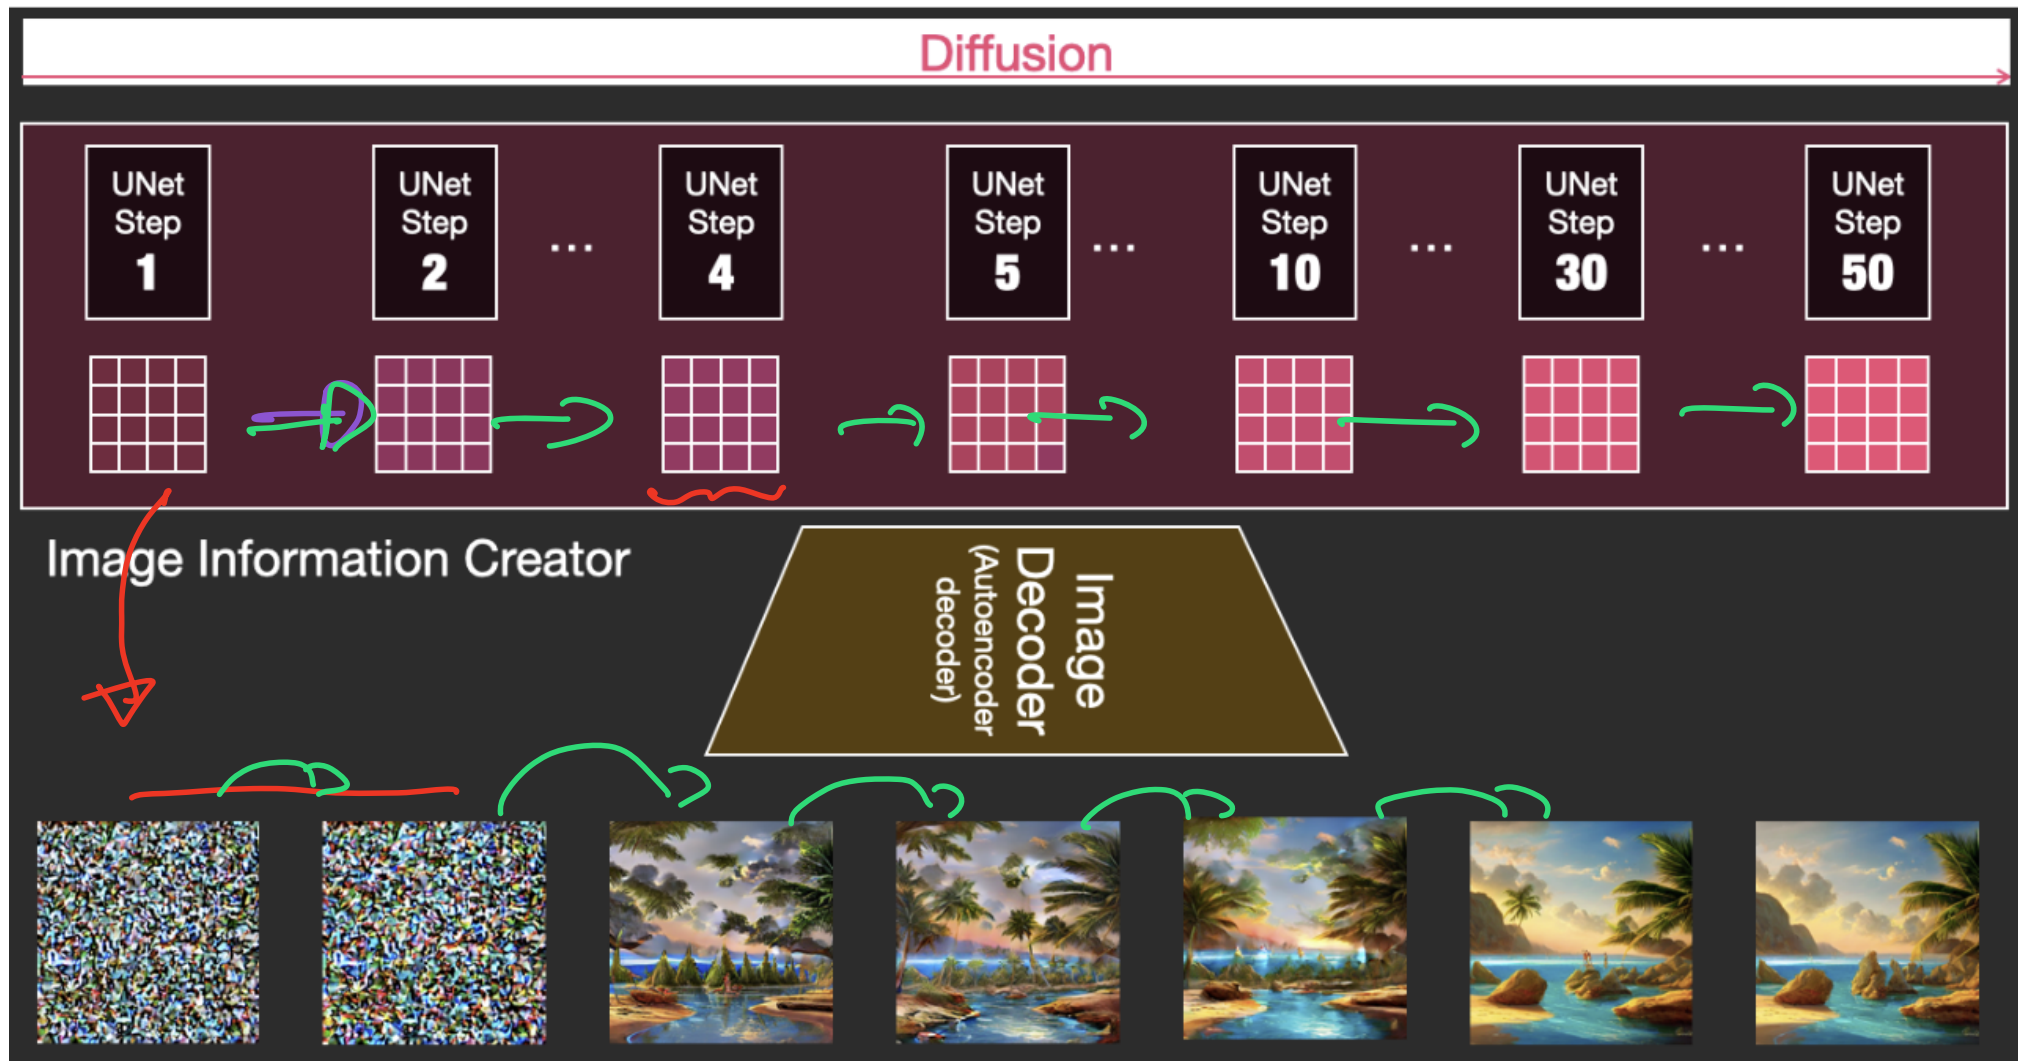 Diffusion
UNet
Step
1
UNet
Step
2
...
UNet
Step
4
UNet
Step
5
...
UNet
Step
10
...
UNet
Step
30
...
UNet
Step
50
Image Information Creator
Image
Decoder
(Autoencoder
decoder)